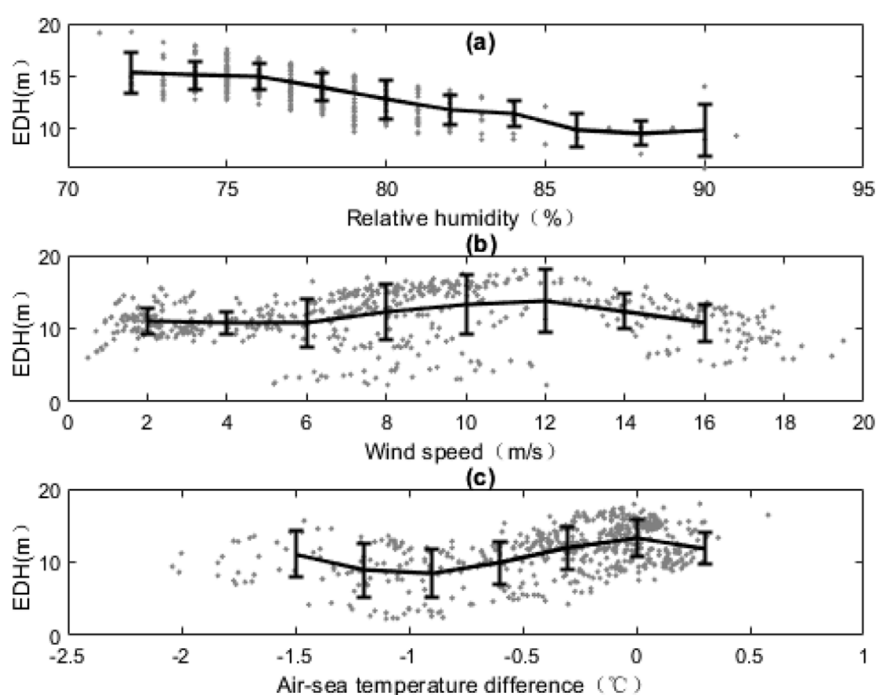 (a)
20
15
10
EDH(m)
70 75 80 85 90 95
Relative humidity（%）
(b)
20
10
0
EDH(m)
0 2 4 6 8 10 12 14 16 18 20
Wind speed（m/s）
(c)
20
10
0
EDH(m)
-2.5 -2 -1.5 -1 -0.5 0 0.5 1
Air-sea temperature difference（℃）